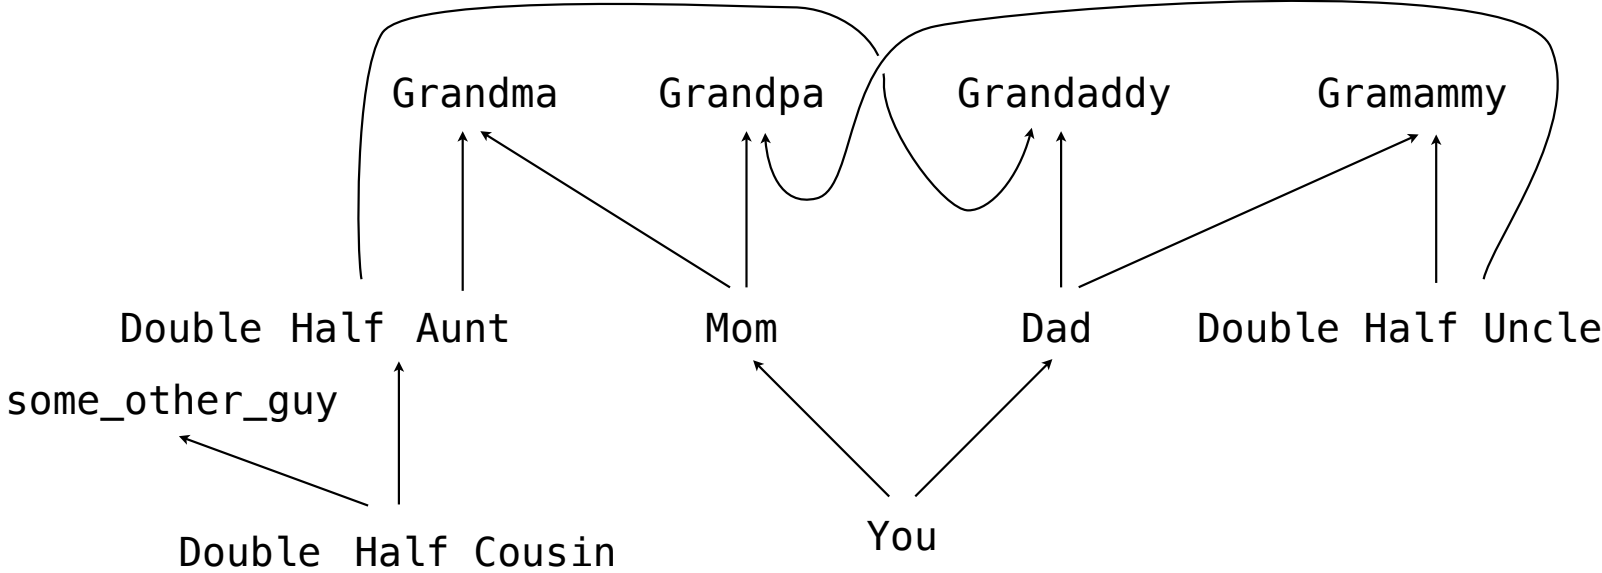 Grandma Grandpa Grandaddy Gramammy
Double Half Aunt Mom Dad Double Half Uncle
some_other_guy
You
Double Half Cousin